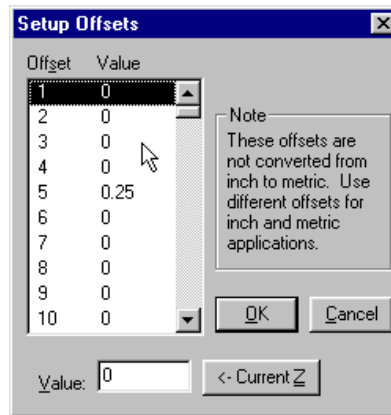 Setup Offsets
Offset Value
1 0
2 0
3 0
4 0
5 0.25
6 0
7 0
8 0
9 0
10 0
Note
These offsets are
not converted from
inch to metric. Use
different offsets for
inch and metric
applications.
OK Cancel
Value: 0 <- Current Z